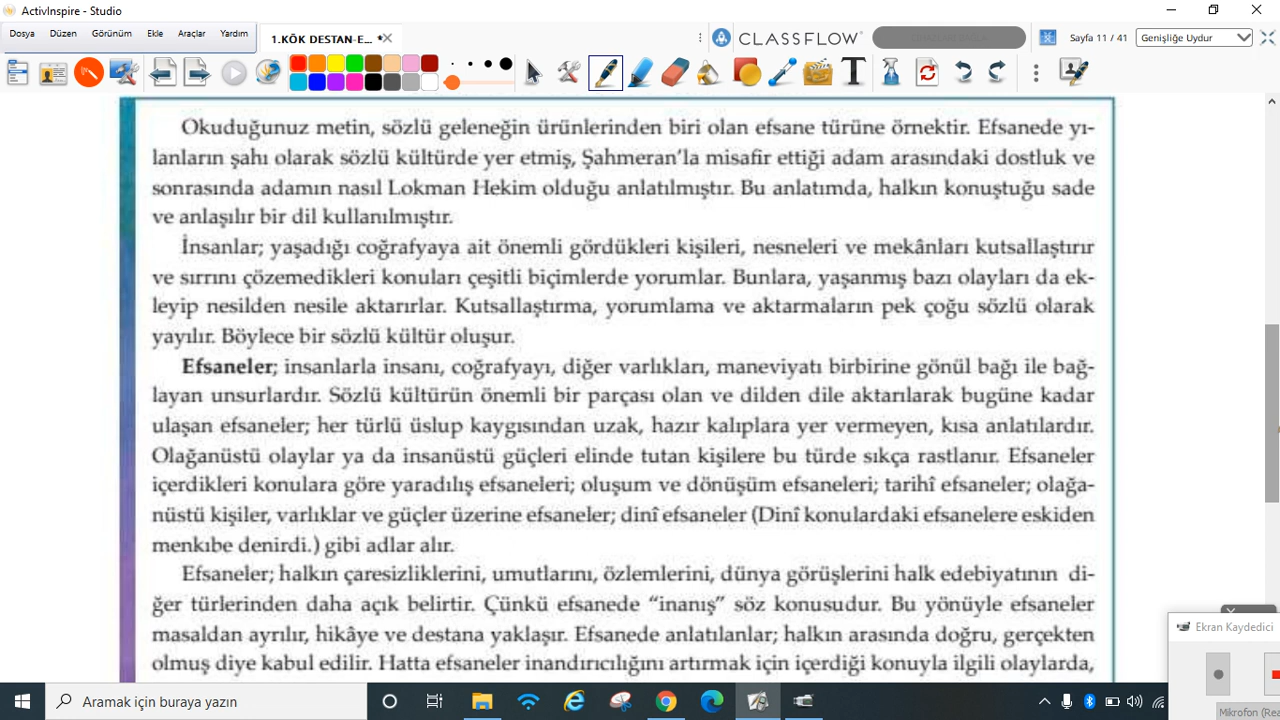 ActivInspire - Studio
Dosya Düzen Görünüm Ekle Araçlar Yardım
1.KÖK DESTAN-E... *
CLASSFLOW
Sayfa 11 / 41
Genişliğe Uydur
Okuduğunuz metin, sözlü geleneğin ürünlerinden biri olan efsane türüne örnektir. Efsanede yı-
lanların şahı olarak sözlü kültürde yer etmiş, Şahmeran'la misafir ettiği adam arasındaki dostluk ve
sonrasında adamın nasıl Lokman Hekim olduğu anlatılmıştır. Bu anlatımda, halkın konuştuğu sade
ve anlaşılır bir dil kullanılmıştır.
İnsanlar; yaşadığı coğrafyaya ait önemli gördükleri kişileri, nesneleri ve mekânları kutsallaştırır
ve sırrını çözemedikleri konuları çeşitli biçimlerde yorumlar. Bunlara, yaşanmış bazı olayları da ek-
leyip nesilden nesile aktarırlar. Kutsallaştırma, yorumlama ve aktarmaların pek çoğu sözlü olarak
yayılır. Böylece bir sözlü kültür oluşur.
Efsaneler; insanlarla insanı, coğrafyayı, diğer varlıkları, maneviyatı birbirine gönül bağı ile bağ-
layan unsurlardır. Sözlü kültürün önemli bir parçası olan ve dilden dile aktarılarak bugüne kadar
ulaşan efsaneler; her türlü üslup kaygısından uzak, hazır kalıplara yer vermeyen, kısa anlatılardır.
Olağanüstü olaylar ya da insanüstü güçleri elinde tutan kişilere bu türde sıkça rastlanır. Efsaneler
içerdikleri konulara göre yaradılış efsaneleri; oluşum ve dönüşüm efsaneleri; tarihî efsaneler; olağa-
nüstü kişiler, varlıklar ve güçler üzerine efsaneler; dinî efsaneler (Dinî konulardaki efsanelere eskiden
menkıbe denirdi.) gibi adlar alır.
Efsaneler; halkın çaresizliklerini, umutlarını, özlemlerini, dünya görüşlerini halk edebiyatının di-
ğer türlerinden daha açık belirtir. Çünkü efsanede “inanış” söz konusudur. Bu yönüyle efsaneler
masaldan ayrılır, hikâye ve destana yaklaşır. Efsanede anlatılanlar; halkın arasında doğru, gerçekten
olmuş diye kabul edilir. Hatta efsaneler inandırıcılığını artırmak için içerdiği konuyla ilgili olaylarda,
Ekran Kaydedici
Mikrofon (Rea
Aramak için buraya yazın